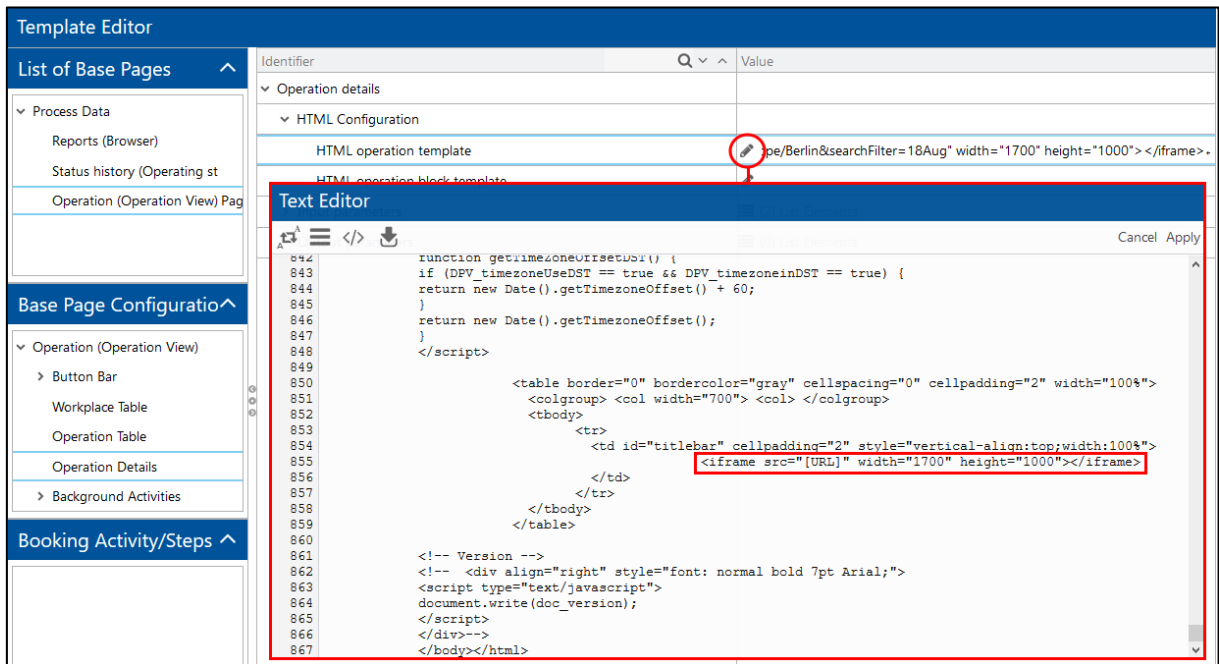 Template Editor
List of Base Pages
Process Data
Reports (Browser)
Status history (Operating st
Operation (Operation View) Pag
Base Page Configuratio
Operation (Operation View)
Button Bar
Workplace Table
Operation Table
Operation Details
Background Activities
Booking Activity/Steps
Identifier
Value
Operation details
HTML Configuration
HTML operation template
pe/Berlin&searchFilter=18Aug" width="1700" height="1000"></iframe>
HTML operation block template
Text Editor
Input parameters
Cancel Apply
842 function getTimeZoneOffsetDST() {
843 if (DPV_timezoneUseDST == true && DPV_timezoneinDST == true) {
844 return new Date().getTimezoneOffset() + 60;
845 }
846 return new Date().getTimezoneOffset();
847 }
848 </script>
849
850 <table border="0" bordercolor="gray" cellspacing="0" cellpadding="2" width="100%">
851 <colgroup> <col width="700"> <col> </colgroup>
852 <tbody>
853 <tr>
854 <td id="titlebar" cellpadding="2" style="vertical-align:top;width:100%">
855 <iframe src="[URL]" width="1700" height="1000"></iframe>
856 </td>
857 </tr>
858 </tbody>
859 </table>
860
861 <!-- Version -->
862 <!-- <div align="right" style="font: normal bold 7pt Arial;">
863 <script type="text/javascript">
864 document.write(doc_version);
865 </script>
866 </div>-->
867 </body></html>